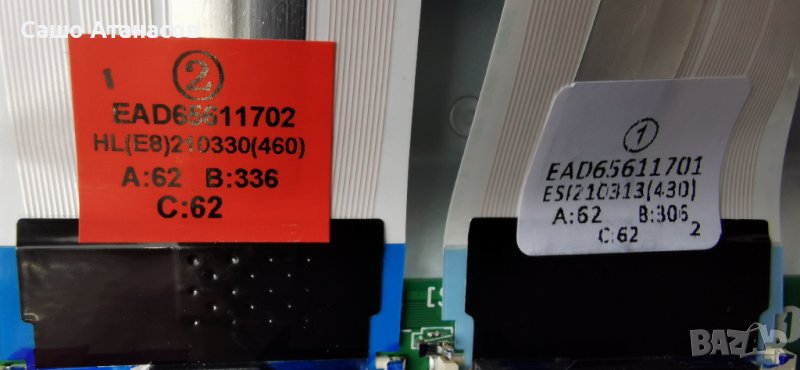 Сашо Атанасов
2
EAD65611702
HL(E8)210330(460)
A:62 B:336
C:62
1
EAD65611701
ESI210313(430)
A:62 B:306
C:62 2
BAZAR